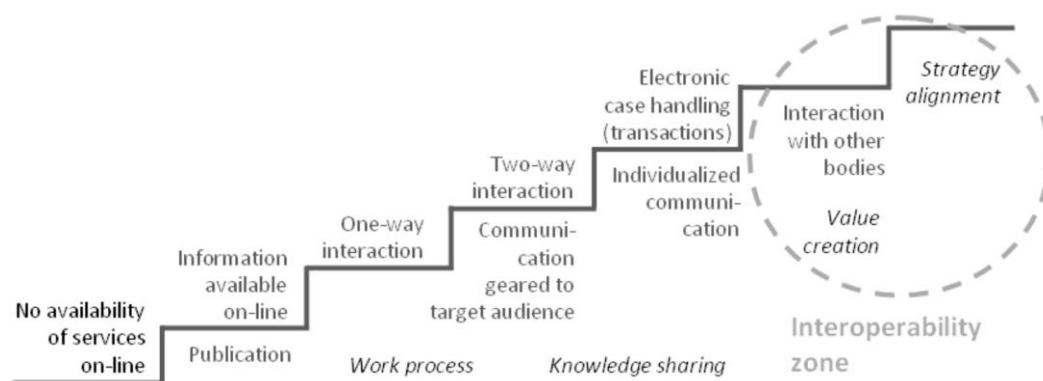 No availability
of services
on-line
Information
available
on-line
Publication
One-way
interaction
Work process
Two-way
interaction
Communi-
cation
geared to
target audience
Knowledge sharing
Electronic
case handling
(transactions)
Individualized
communi-
cation
Interaction
with other
bodies
Value
creation
Strategy
alignment
Interoperability
zone